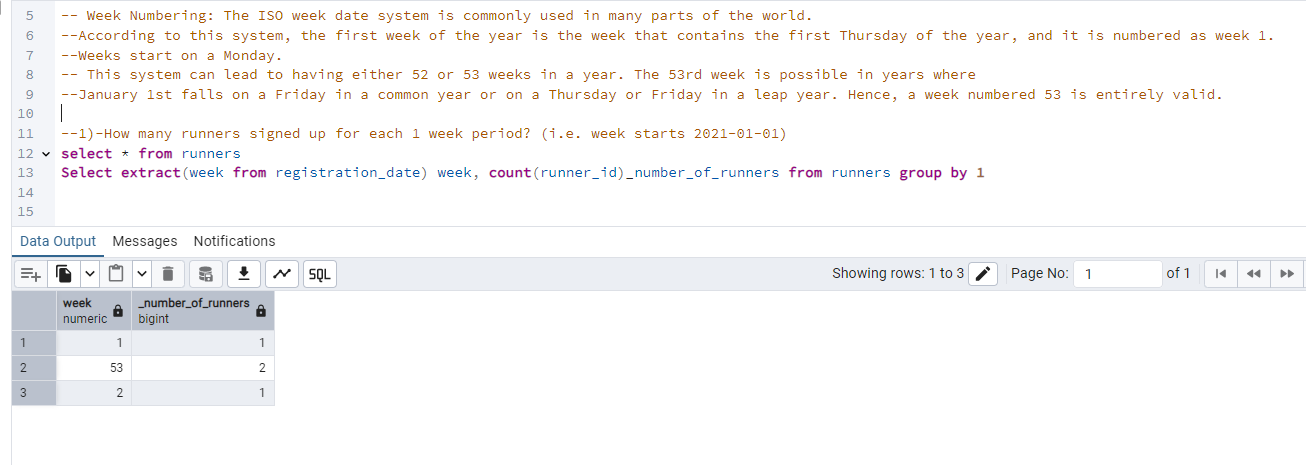 5 -- Week Numbering: The ISO week date system is commonly used in many parts of the world.
6 --According to this system, the first week of the year is the week that contains the first Thursday of the year, and it is numbered as week 1.
7 --Weeks start on a Monday.
8 -- This system can lead to having either 52 or 53 weeks in a year. The 53rd week is possible in years where
9 --January 1st falls on a Friday in a common year or on a Thursday or Friday in a leap year. Hence, a week numbered 53 is entirely valid.
10
11 --1)-How many runners signed up for each 1 week period? (i.e. week starts 2021-01-01)
12 select * from runners
13 Select extract(week from registration_date) week, count(runner_id)_number_of_runners from runners group by 1
14
15
Data Output Messages Notifications
SQL Showing rows: 1 to 3 Page No: 1 of 1
week _number_of_runners
numeric bigint
1 1 1
2 53 2
3 2 1